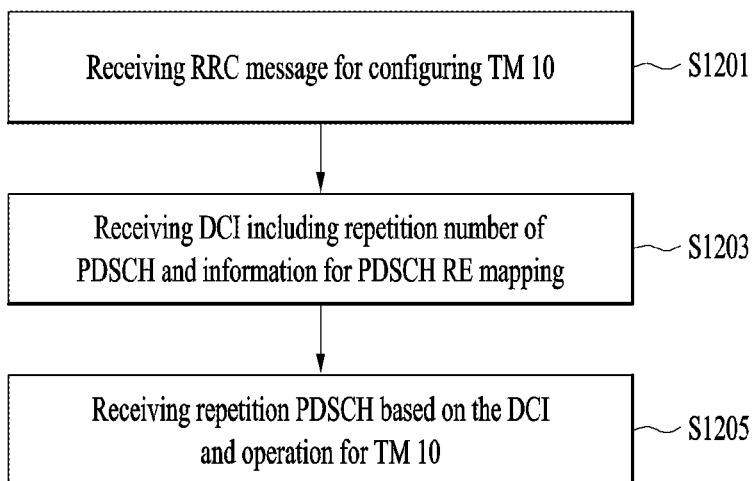 Receiving RRC message for configuring TM 10
S1201
Receiving DCI including repetition number of
PDSCH and information for PDSCH RE mapping
S1203
Receiving repetition PDSCH based on the DCI
and operation for TM 10
S1205